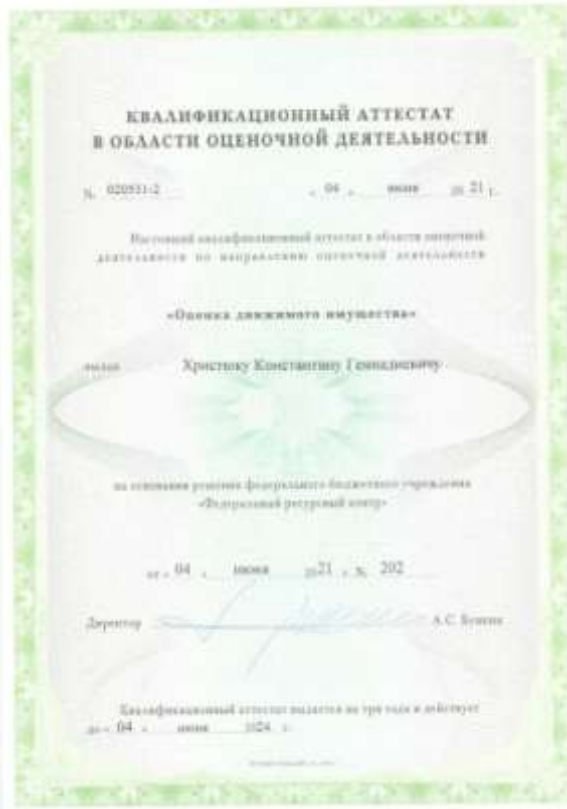 КВАЛИФИКАЦИОННЫЙ АТТЕСТАТ
В ОБЛАСТИ ОЦЕНОЧНОЙ ДЕЯТЕЛЬНОСТИ
№ 020531-2 « 04 » июня 20 21 г.
Настоящий квалификационный аттестат в области оценочной
деятельности по направлению оценочной деятельности
«Оценка движимого имущества»
выдан Христюку Константину Геннадиевичу
на основании решения федерального бюджетного учреждения
«Федеральный ресурсный центр»
от « 04 » июня 20 21 г. № 202
Директор А.С. Бункин
Квалификационный аттестат выдается на три года и действует
до « 04 » июня 2024 г.